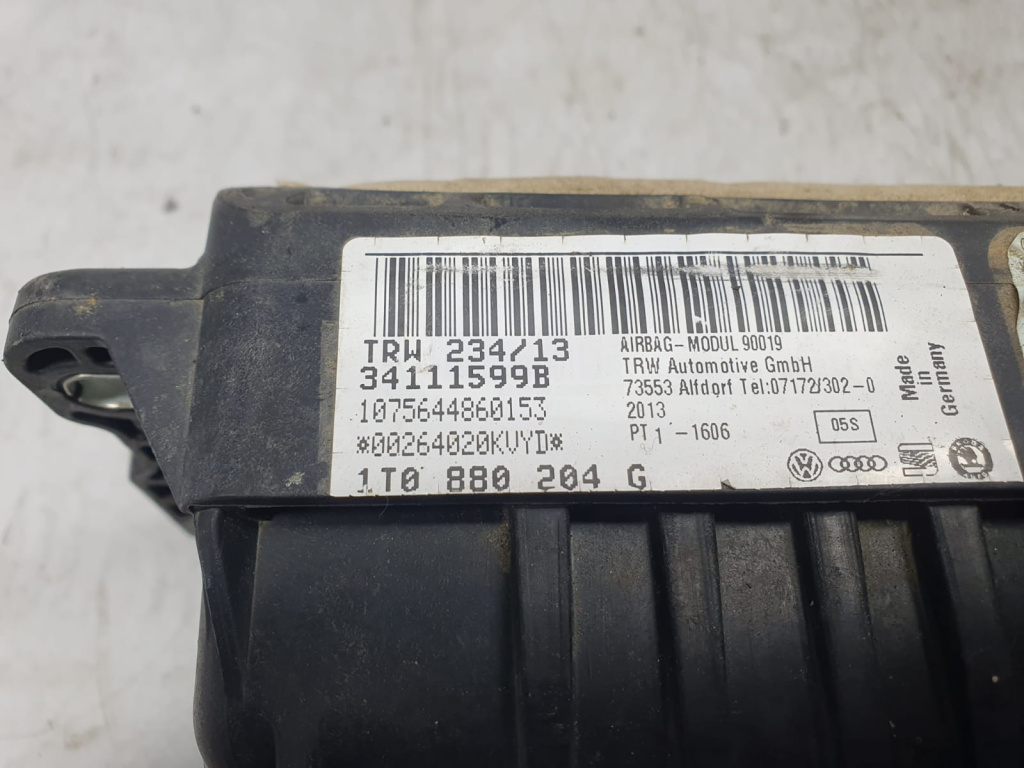 TRW 234/13
34111599B
1075644860153
*00264020KVYD*
1T0 880 204 G
AIRBAG-MODUL 90019
TRW Automotive GmbH
73553 Alfdorf Tel:07172/302-0
2013
PT 1 -1606
05S
Made
in
Germany